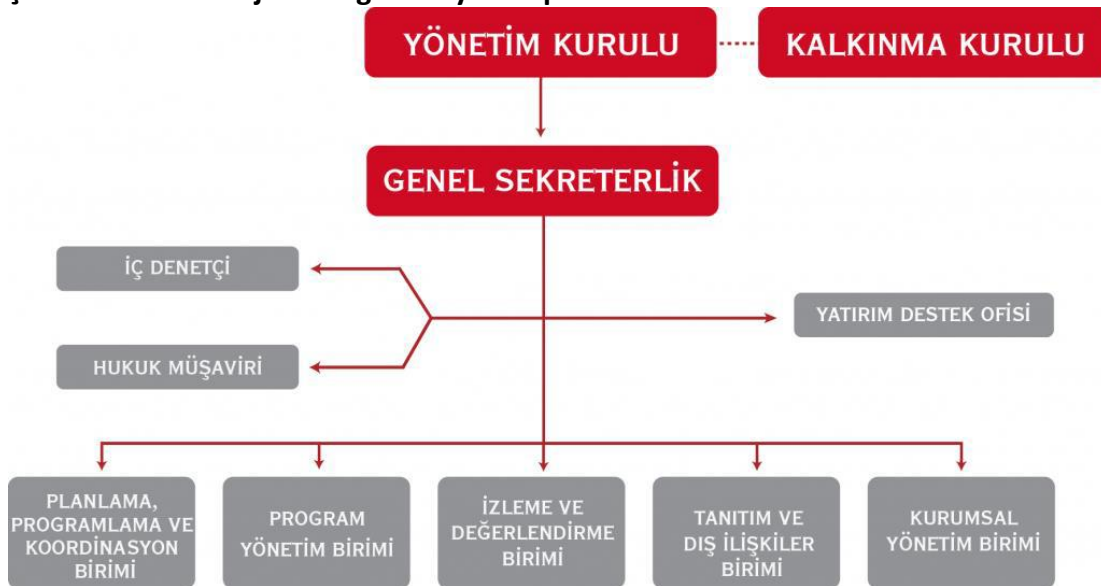 YÖNETİM KURULU
KALKINMA KURULU
GENEL SEKRETERLİK
İÇ DENETÇİ
YATIRIM DESTEK OFİSİ
HUKUK MÜŞAVİRİ
PLANLAMA,
PROGRAMLAMA VE
KOORDİNASYON
BİRİMİ
PROGRAM
YÖNETİM BİRİMİ
İZLEME VE
DEĞERLENDİRME
BİRİMİ
TANITIM VE
DIŞ İLİŞKİLER
BİRİMİ
KURUMSAL
YÖNETİM BİRİMİ